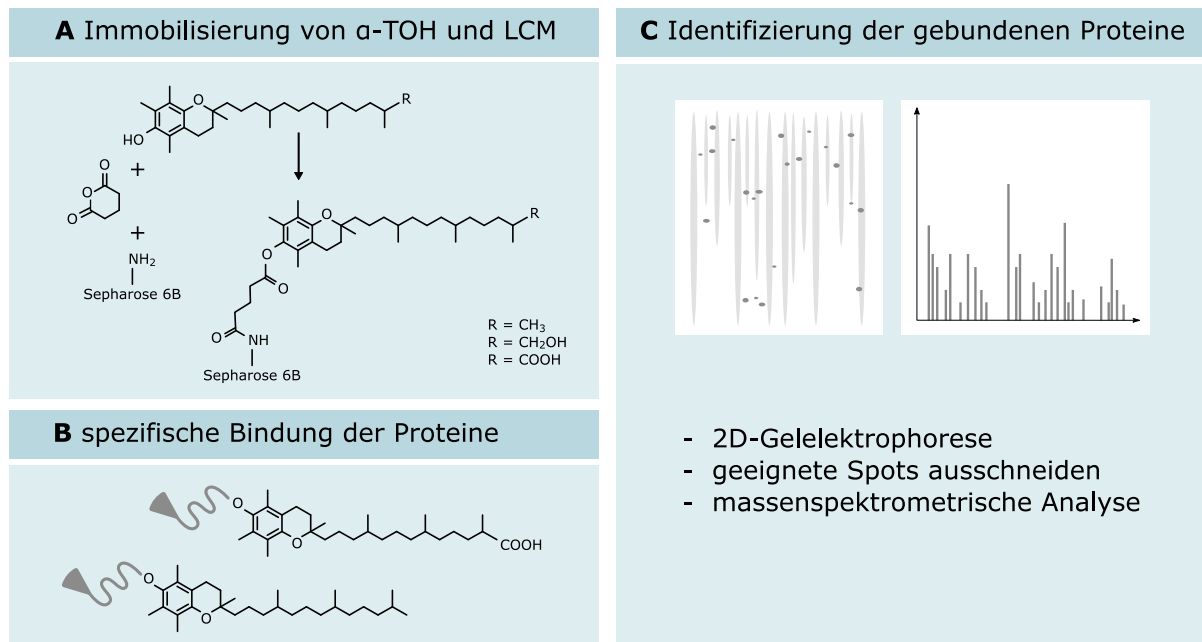 A Immobilisierung von α-TOH und LCM
R
O
HO
+
O
O
O
+
NH₂
Sepharose 6B
R
O
O
O
O
NH
Sepharose 6B
R = CH₃
R = CH₂OH
R = COOH
B spezifische Bindung der Proteine
O
O
COOH
O
O
C Identifizierung der gebundenen Proteine
- 2D-Gelelektrophorese
- geeignete Spots ausschneiden
- massenspektrometrische Analyse